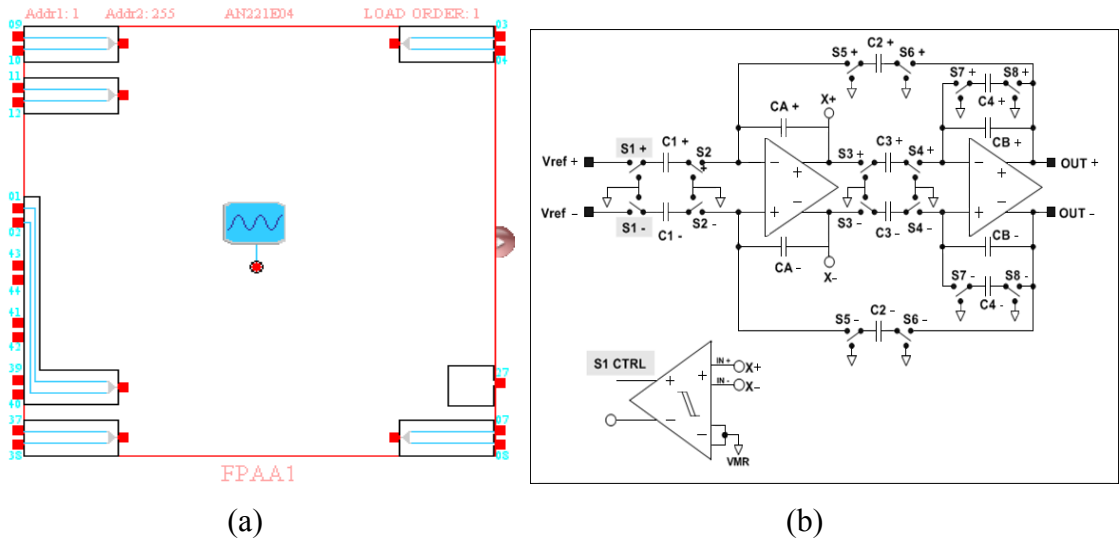 Addr1: 1 Addr2: 255 AN221E04 LOAD ORDER: 1
09 03
10 04
11
12
01
02
43
44
41
42
39 27
40
37 07
38 08
FPAA1
(a)
S5 + C2 + S6 +
S7 + S8 +
C4 +
CA + X+
CB +
S1 + C1 + S2 + S3 + C3 + S4 +
Vref + OUT +
Vref – OUT –
S1 - C1 - S2 - S3 – C3 – S4 –
CA – X– CB –
S7 – S8 –
C4 –
S5 – C2 – S6 –
S1 CTRL IN + X+
IN - X–
VMR
(b)